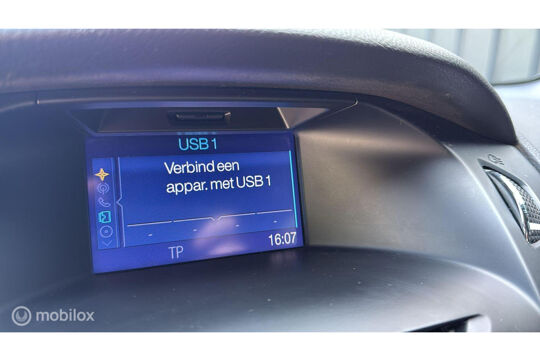 USB 1
Verbind een
appar. met USB 1
TP
16:07
mobilox